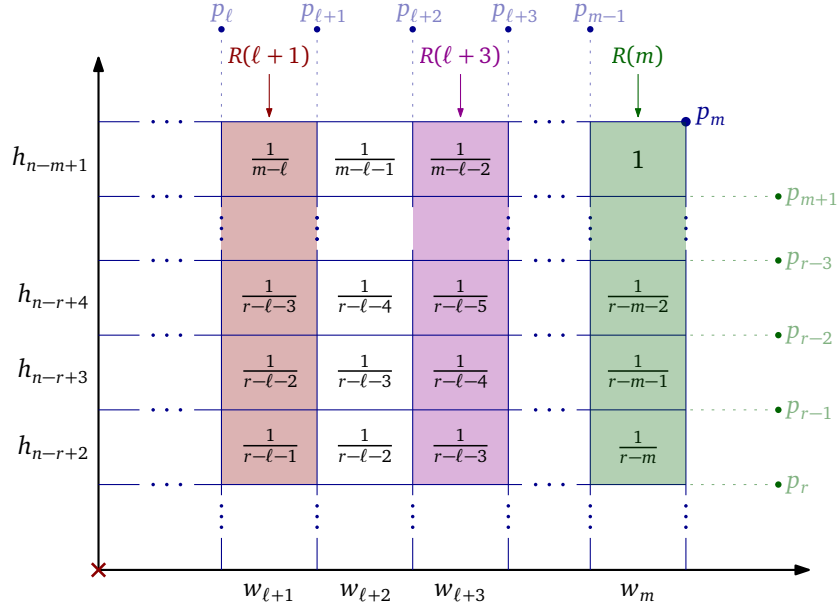 p_ℓ p_{ℓ+1} p_{ℓ+2} p_{ℓ+3} p_{m−1}
R(ℓ + 1) R(ℓ + 3) R(m)
p_m
h_{n−m+1} 1/(m−ℓ) 1/(m−ℓ−1) 1/(m−ℓ−2) 1
p_{m+1}
p_{r−3}
h_{n−r+4} 1/(r−ℓ−3) 1/(r−ℓ−4) 1/(r−ℓ−5) 1/(r−m−2)
p_{r−2}
h_{n−r+3} 1/(r−ℓ−2) 1/(r−ℓ−3) 1/(r−ℓ−4) 1/(r−m−1)
p_{r−1}
h_{n−r+2} 1/(r−ℓ−1) 1/(r−ℓ−2) 1/(r−ℓ−3) 1/(r−m)
p_r
w_{ℓ+1} w_{ℓ+2} w_{ℓ+3} w_m